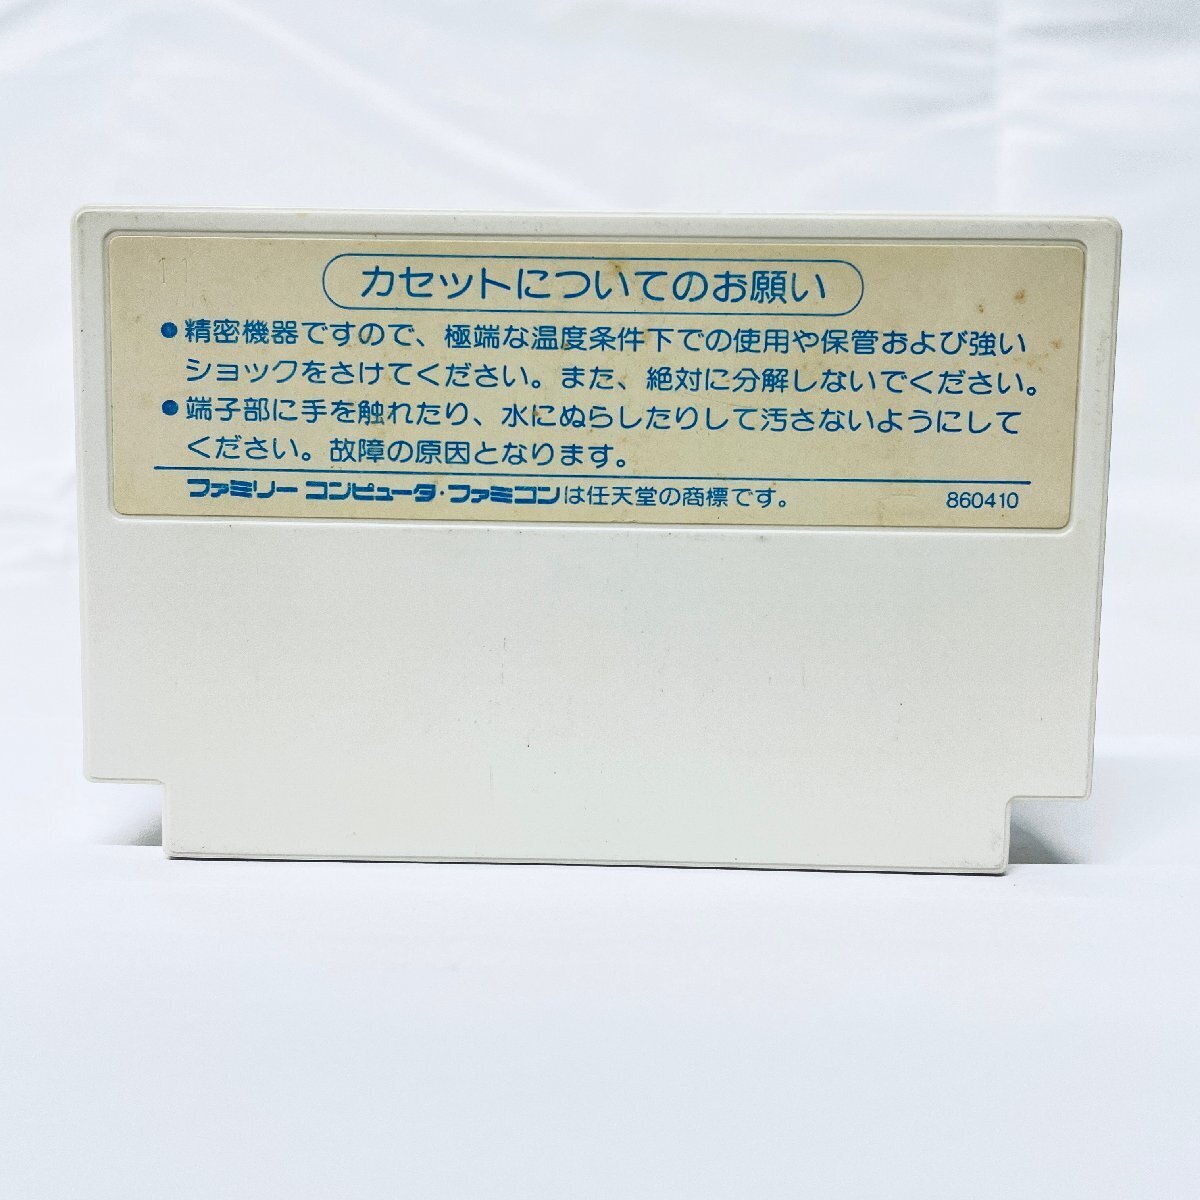 カセットについてのお願い
●精密機器ですので、極端な温度条件下での使用や保管および強い
ショックをさけてください。また、絶対に分解しないでください。
●端子部に手を触れたり、水にぬらしたりして汚さないようにして
ください。故障の原因となります。
ファミリーコンピュータ・ファミコンは任天堂の商標です。 860410